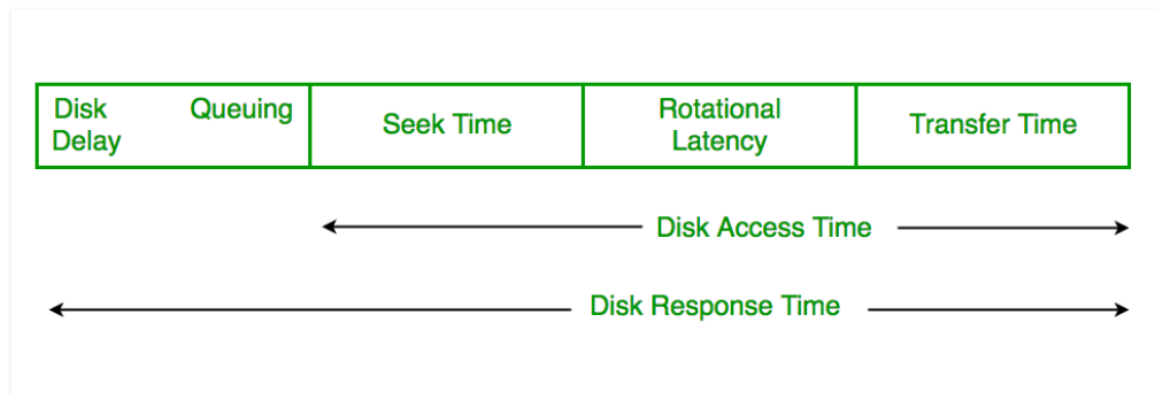 Disk Queuing
Delay
Seek Time
Rotational
Latency
Transfer Time
Disk Access Time
Disk Response Time